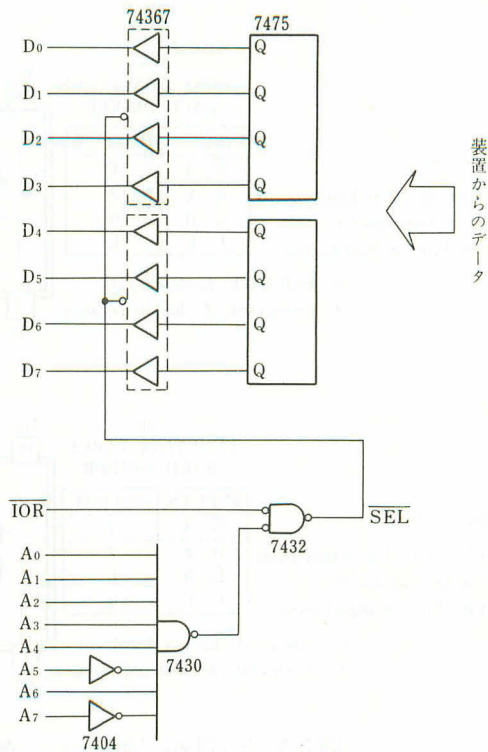 74367
7475
D₀
Q
D₁
Q
D₂
Q
D₃
Q
D₄
Q
D₅
Q
D₆
Q
D₇
Q
装置からのデータ
IOR
SEL
7432
A₀
A₁
A₂
A₃
A₄
7430
A₅
A₆
A₇
7404